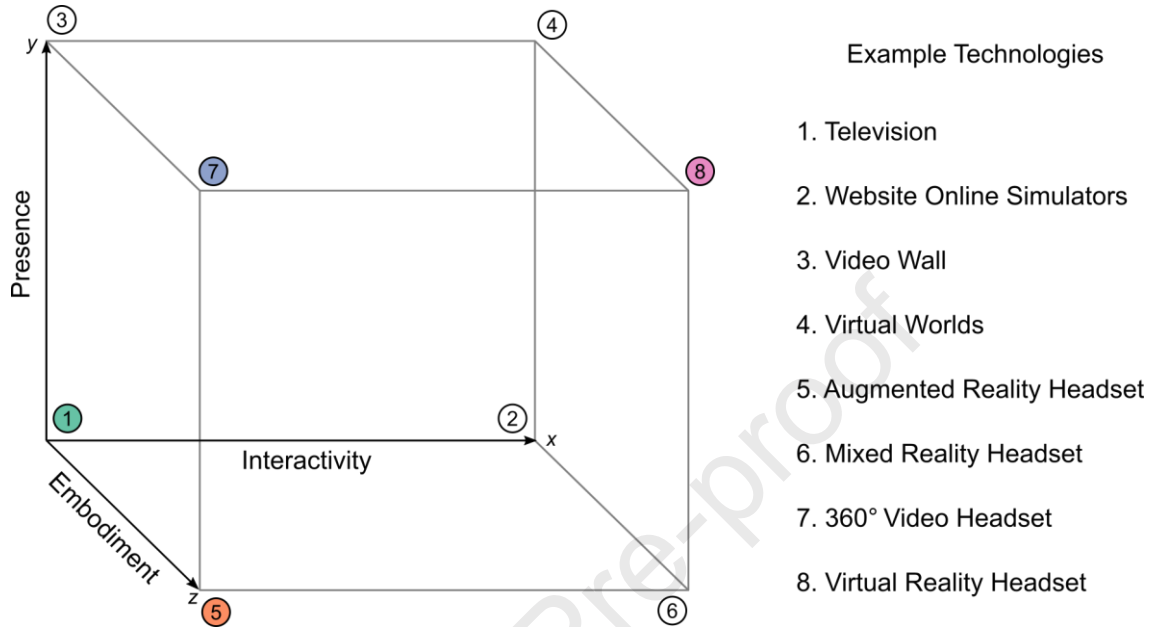 3
4
y
Example Technologies
1. Television
7
8
2. Website Online Simulators
Presence
3. Video Wall
4. Virtual Worlds
1
2
x
5. Augmented Reality Headset
Interactivity
6. Mixed Reality Headset
Embodiment
7. 360° Video Headset
z
5
6
8. Virtual Reality Headset
Pre-proof